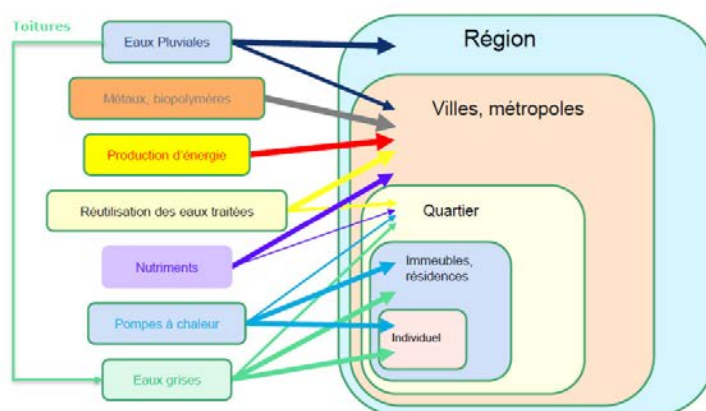 Toitures
Eaux Pluviales
Métaux, biopolymères
Production d'énergie
Réutilisation des eaux traitées
Nutriments
Pompes à chaleur
Eaux grises
Région
Villes, métropoles
Quartier
Immeubles,
résidences
Individuel